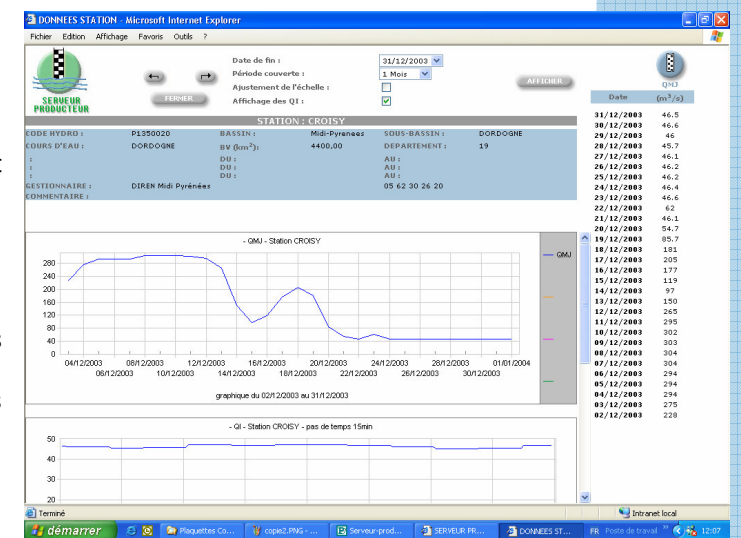 DONNEES STATION - Microsoft Internet Explorer
Fichier Edition Affichage Favoris Outils ?
SERVEUR
PRODUCTEUR
FERMER
Date de fin : 31/12/2003
Période couverte : 1 Mois
Ajustement de l'échelle :
Affichage des QI :
AFFICHER
STATION : CROISY
CODE HYDRO : P1350020 BASSIN : Midi-Pyrenees SOUS-BASSIN : DORDOGNE
COURS D'EAU : DORDOGNE BV (km²): 4400,00 DEPARTEMENT : 19
: DU : AU :
: DU : AU :
: DU : AU :
GESTIONNAIRE : DIREN Midi Pyrénées 05 62 30 26 20
COMMENTAIRE :
- QMJ - Station CROISY
QMJ
280
240
200
160
120
80
40
0
04/12/2003 08/12/2003 12/12/2003 16/12/2003 20/12/2003 24/12/2003 28/12/2003 01/01/2004
06/12/2003 10/12/2003 14/12/2003 18/12/2003 22/12/2003 26/12/2003 30/12/2003
graphique du 02/12/2003 au 31/12/2003
- QI - Station CROISY - pas de temps 15min
50
40
30
20
QMJ
Date (m³/s)
31/12/2003 46.5
30/12/2003 46.6
29/12/2003 46
28/12/2003 45.7
27/12/2003 46.1
26/12/2003 46.2
25/12/2003 46.2
24/12/2003 46.4
23/12/2003 46.6
22/12/2003 62
21/12/2003 46.1
20/12/2003 54.7
19/12/2003 85.7
18/12/2003 181
17/12/2003 205
16/12/2003 177
15/12/2003 119
14/12/2003 97
13/12/2003 150
12/12/2003 265
11/12/2003 295
10/12/2003 302
09/12/2003 303
08/12/2003 304
07/12/2003 304
06/12/2003 294
05/12/2003 294
04/12/2003 294
03/12/2003 275
02/12/2003 228
Terminé
Intranet local
démarrer Plaquettes Co... copie2.PNG - ... Serveur-prod... SERVEUR PR... DONNEES ST... FR Poste de travail » 12:07